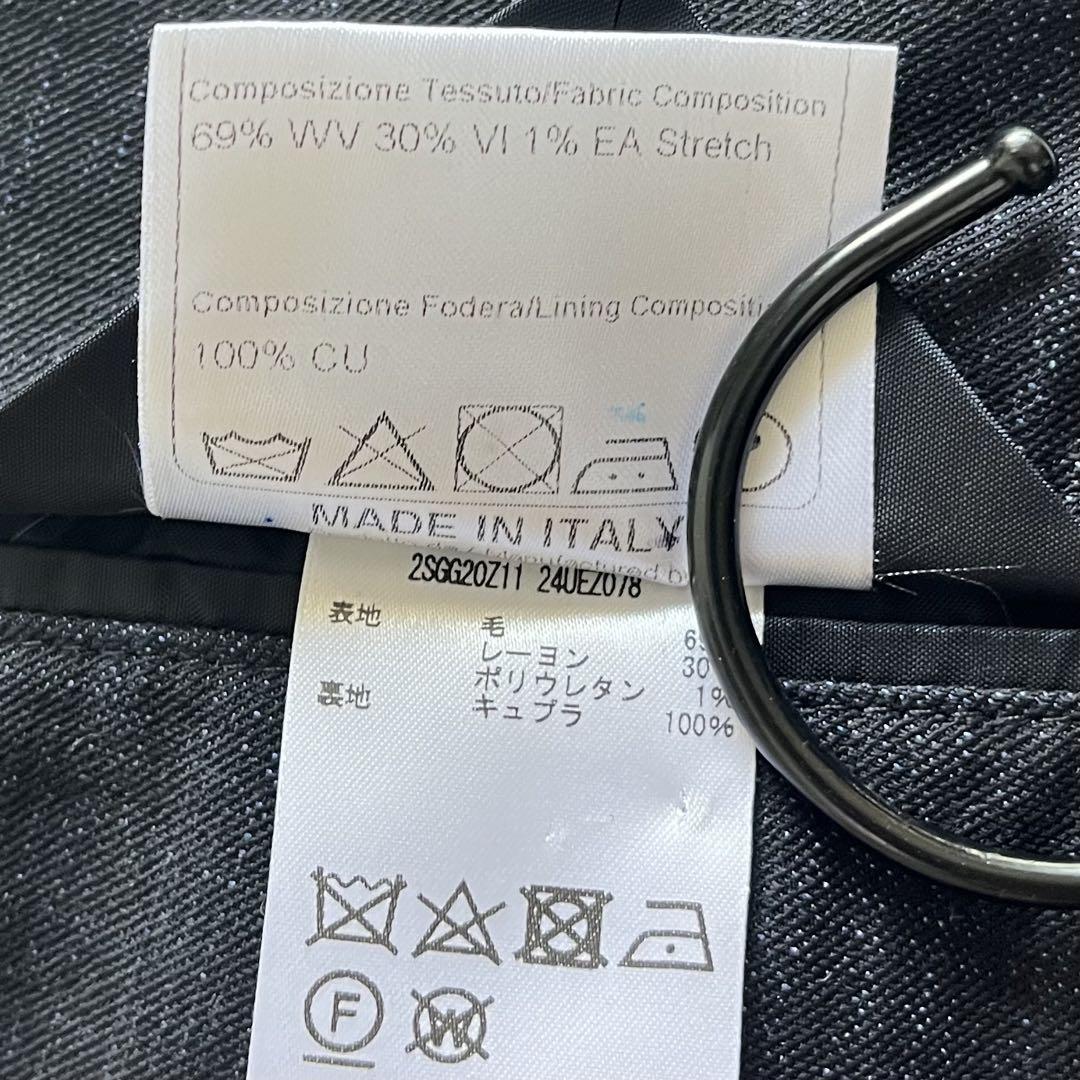 Composizione Tessuto/Fabric Composition
69% WV 30% VI 1% EA Stretch
Composizione Fodera/Lining
100% CU
MADE IN ITALY
Manufactured by
2SGG20Z11 24UEZ078
表地 毛
レーヨン 30
ポリウレタン 1%
裏地 キュプラ 100%
F
W